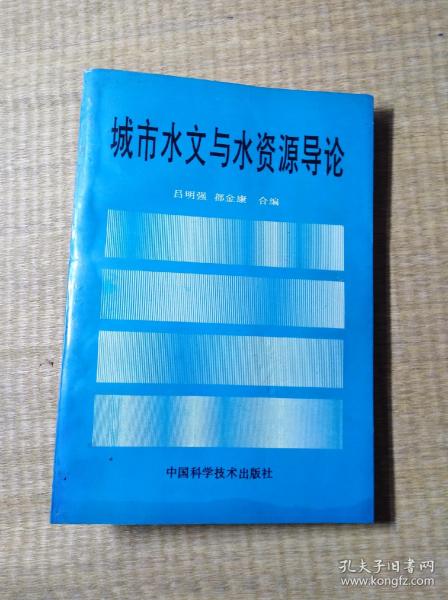 城市水文与水资源导论
吕明强 都金康 合编
中国科学技术出版社
孔夫子旧书网
www.kongfz.com